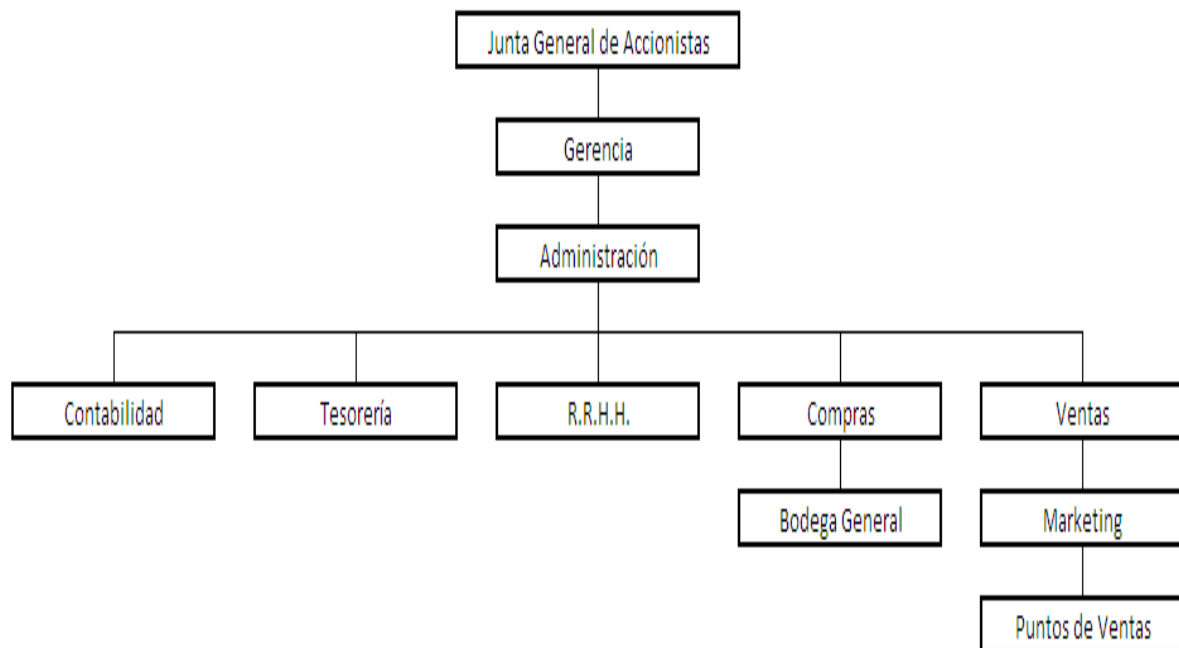 Junta General de Accionistas
Gerencia
Administración
Contabilidad
Tesorería
R.R.H.H.
Compras
Ventas
Bodega General
Marketing
Puntos de Ventas